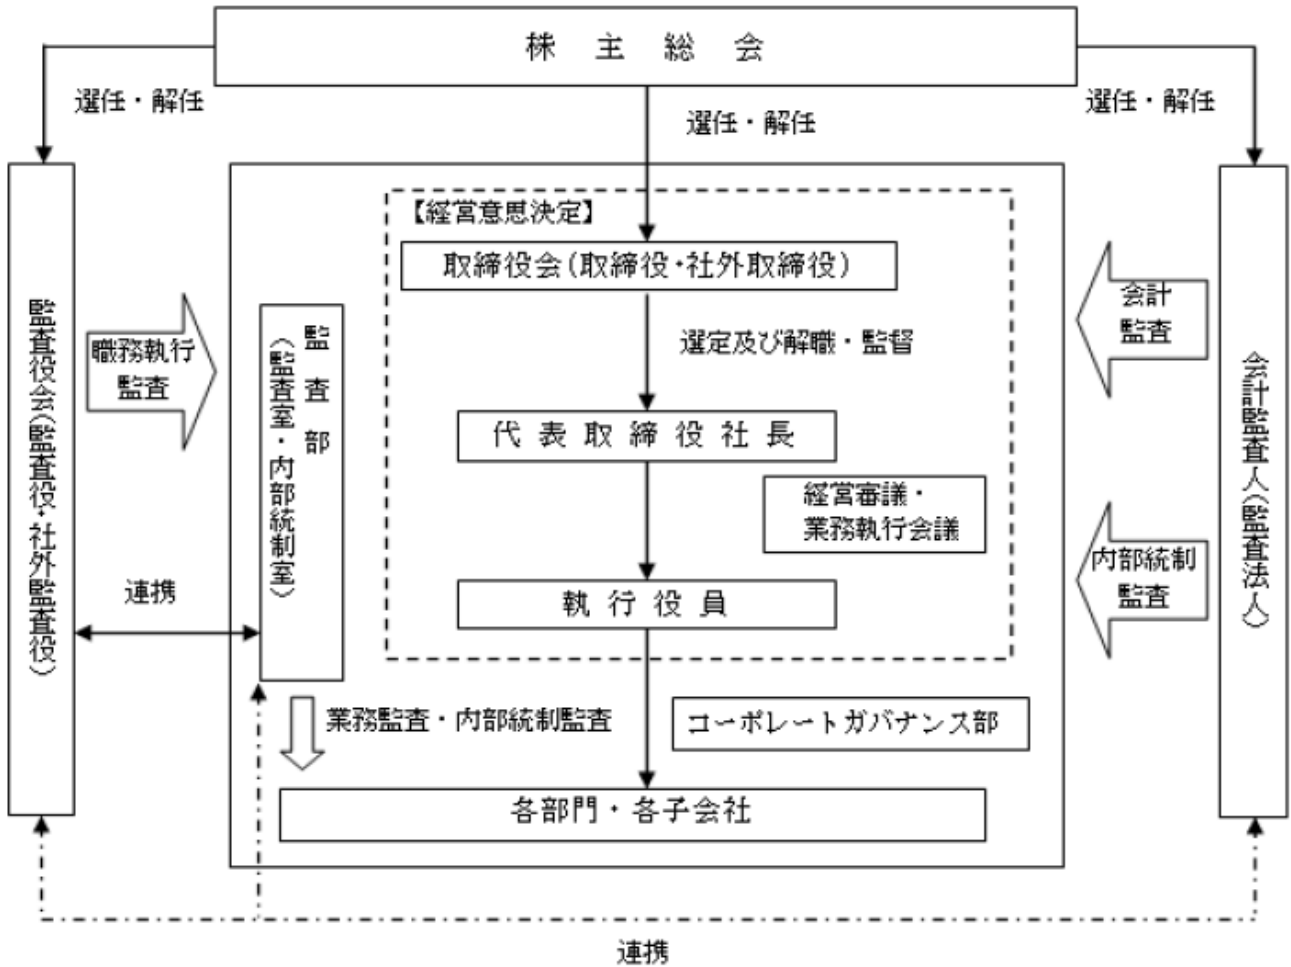 株主総会
選任・解任
選任・解任
選任・解任
【経営意思決定】
取締役会(取締役・社外取締役)
監査役会(監査役・社外監査役)
職務執行
監査
監査部
(監査室・内部統制室)
選定及び解職・監督
会計
監査
会計監査人(監査法人)
代表取締役社長
経営審議・
業務執行会議
内部統制
監査
連携
執行役員
業務監査・内部統制監査
コーポレートガバナンス部
各部門・各子会社
連携